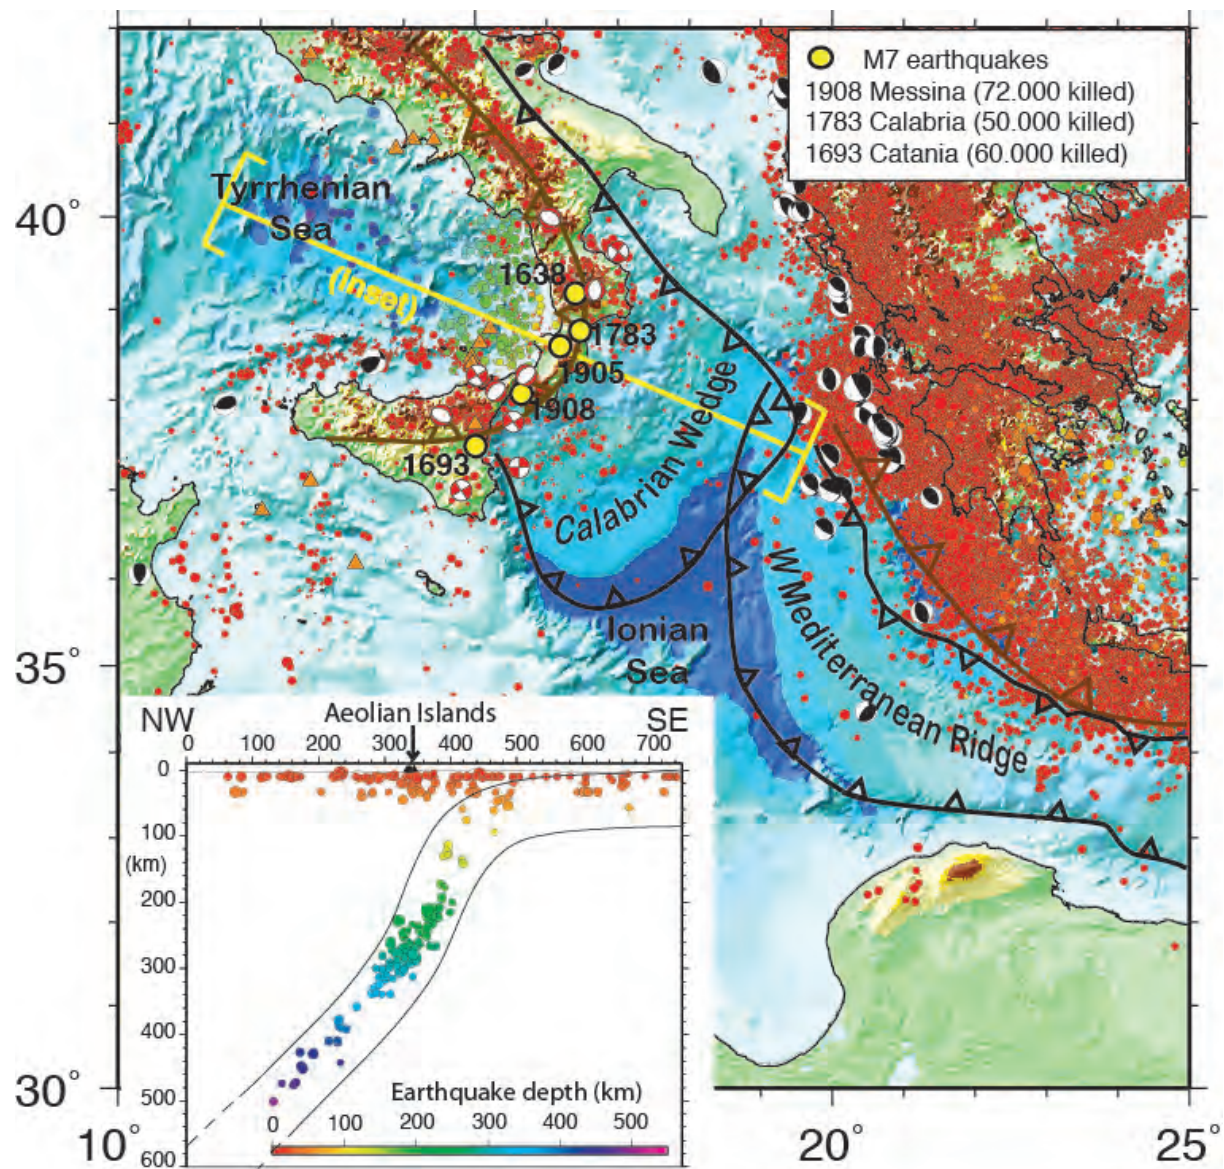 M7 earthquakes
1908 Messina (72.000 killed)
1783 Calabria (50.000 killed)
1693 Catania (60.000 killed)
Tyrrhenian
Sea
40°
(inset)
1638
1783
1905
1908
1693
Calabrian Wedge
W Mediterranean Ridge
Ionian
Sea
35°
NW
Aeolian Islands
SE
0 100 200 300 400 500 600 700
0
100
(km)
200
300
400
500
600
Earthquake depth (km)
0 100 200 300 400 500
30°
10°
20°
25°